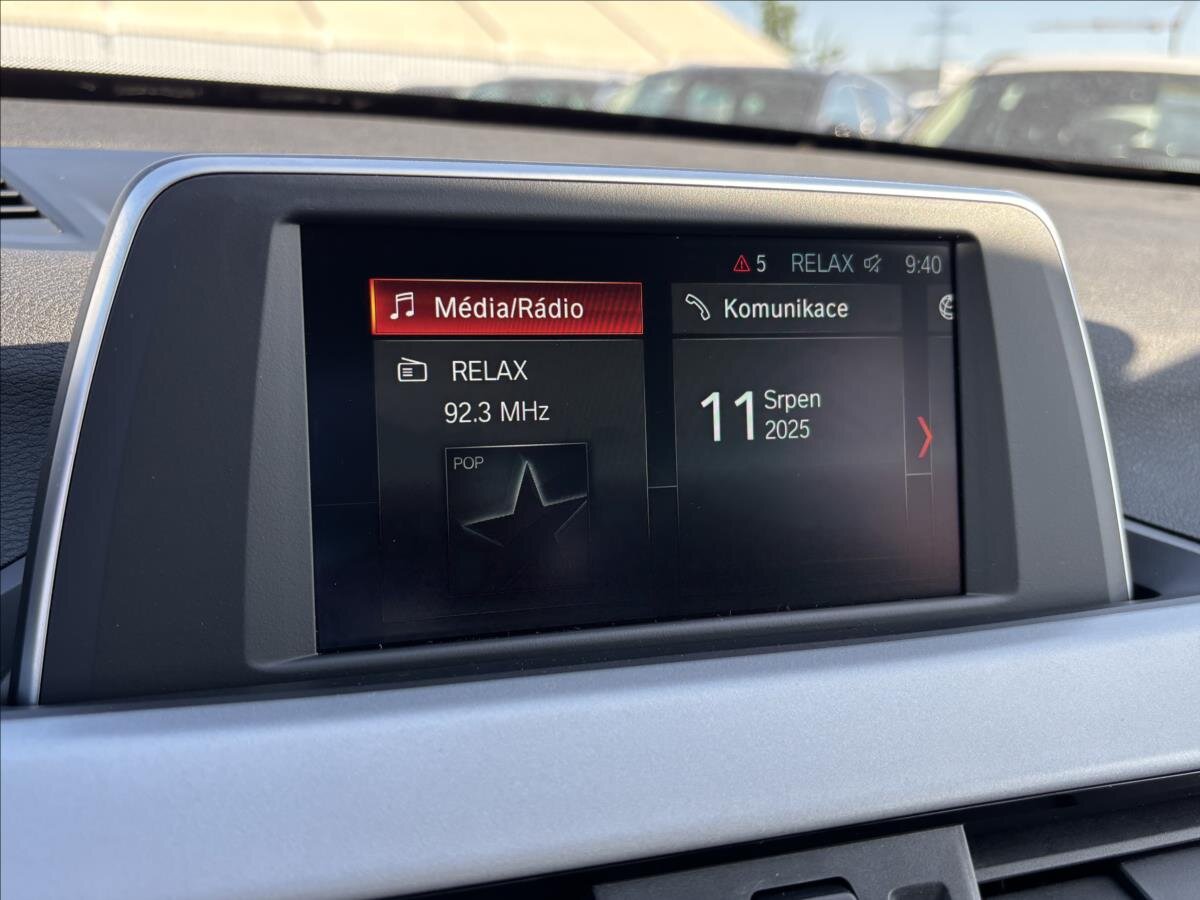 5 RELAX 9:40
Média/Rádio
Komunikace
RELAX
92.3 MHz
POP
11 Srpen
2025